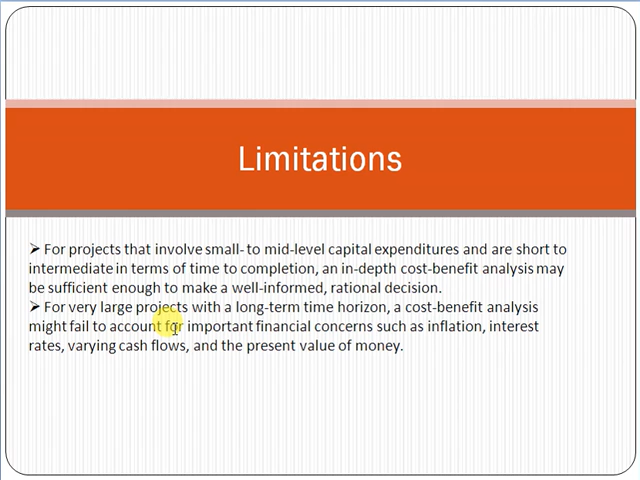 Limitations
➢ For projects that involve small- to mid-level capital expenditures and are short to
intermediate in terms of time to completion, an in-depth cost-benefit analysis may
be sufficient enough to make a well-informed, rational decision.
➢ For very large projects with a long-term time horizon, a cost-benefit analysis
might fail to account for important financial concerns such as inflation, interest
rates, varying cash flows, and the present value of money.